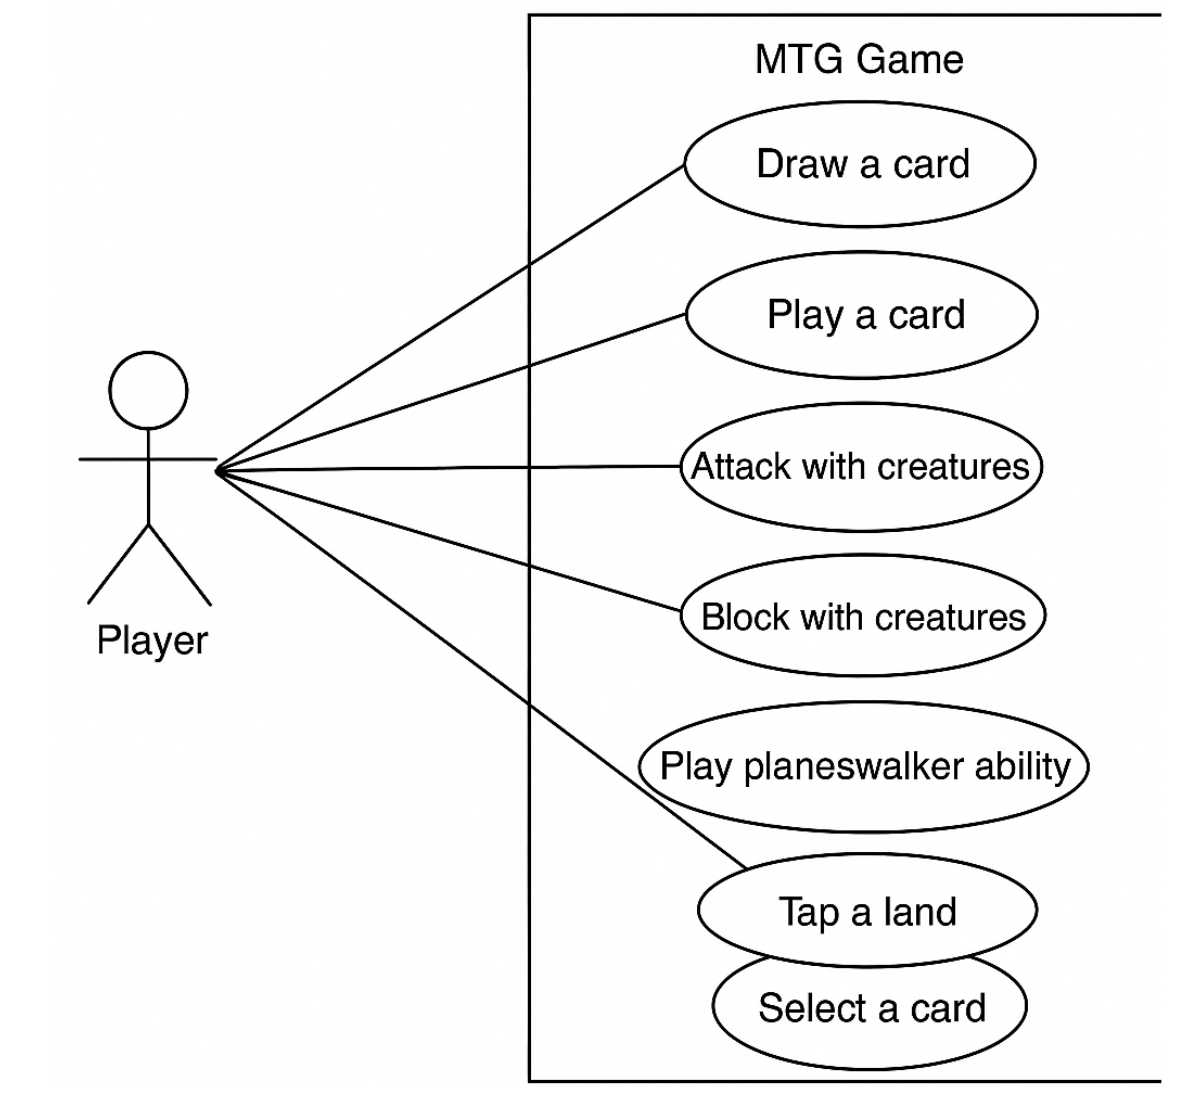 MTG Game
Draw a card
Play a card
Attack with creatures
Block with creatures
Player
Play planeswalker ability
Tap a land
Select a card